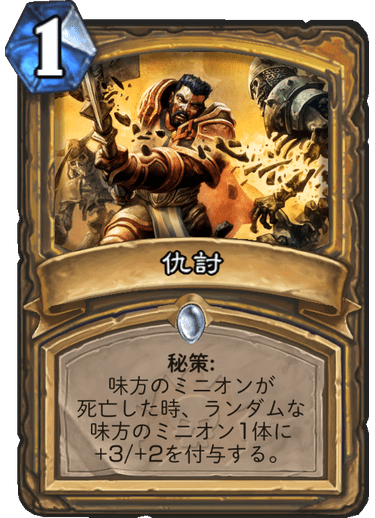 1
仇討
秘策:
味方のミニオンが
死亡した時、ランダムな
味方のミニオン1体に
+3/+2を付与する。